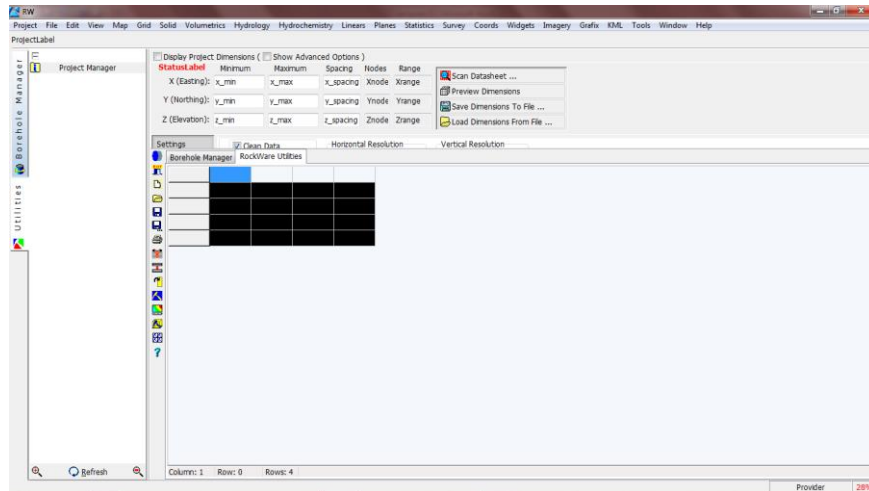 RW
Project File Edit View Map Grid Solid Volumetrics Hydrology Hydrochemistry Linears Planes Statistics Survey Coords Widgets Imagery Grafix KML Tools Window Help
ProjectLabel
Borehole Manager
Utilities
Project Manager
Display Project Dimensions ( Show Advanced Options )
StatusLabel Minimum Maximum Spacing Nodes Range
X (Easting): x_min x_max x_spacing Xnode Xrange
Y (Northing): y_min y_max y_spacing Ynode Yrange
Z (Elevation): z_min z_max z_spacing Znode Zrange
Scan Datasheet ...
Preview Dimensions
Save Dimensions To File ...
Load Dimensions From File ...
Settings Clean Data Horizontal Resolution Vertical Resolution
Borehole Manager RockWare Utilities
Refresh
Column: 1 Row: 0 Rows: 4
Provider 28%